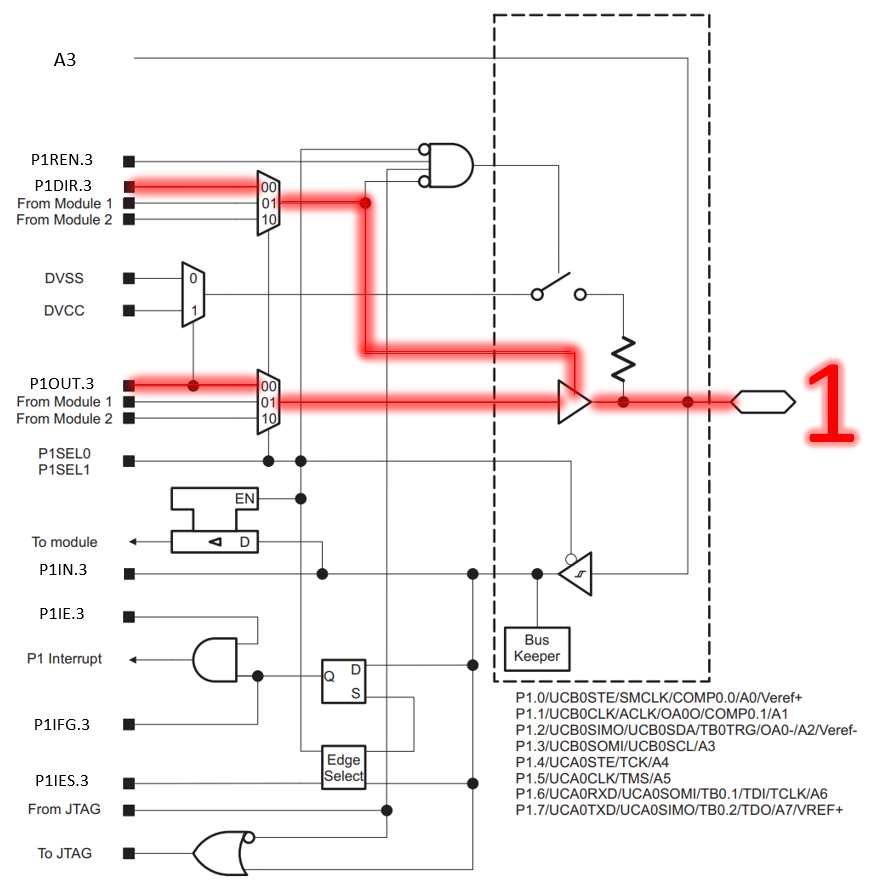 A3
P1REN.3
P1DIR.3
00
From Module 1
01
From Module 2
10
DVSS
0
DVCC
1
P1OUT.3
00
From Module 1
01
From Module 2
10
1
P1SEL0
P1SEL1
EN
To module
D
P1IN.3
P1IE.3
Bus
Keeper
P1 Interrupt
Q
D
S
P1IFG.3
P1IES.3
Edge
Select
From JTAG
To JTAG
P1.0/UCB0STE/SMCLK/COMP0.0/A0/Veref+
P1.1/UCB0CLK/ACLK/OA0O/COMP0.1/A1
P1.2/UCB0SIMO/UCB0SDA/TB0TRG/OA0-/A2/Veref-
P1.3/UCB0SOMI/UCB0SCL/A3
P1.4/UCA0STE/TCK/A4
P1.5/UCA0CLK/TMS/A5
P1.6/UCA0RXD/UCA0SOMI/TB0.1/TDI/TCLK/A6
P1.7/UCA0TXD/UCA0SIMO/TB0.2/TDO/A7/VREF+